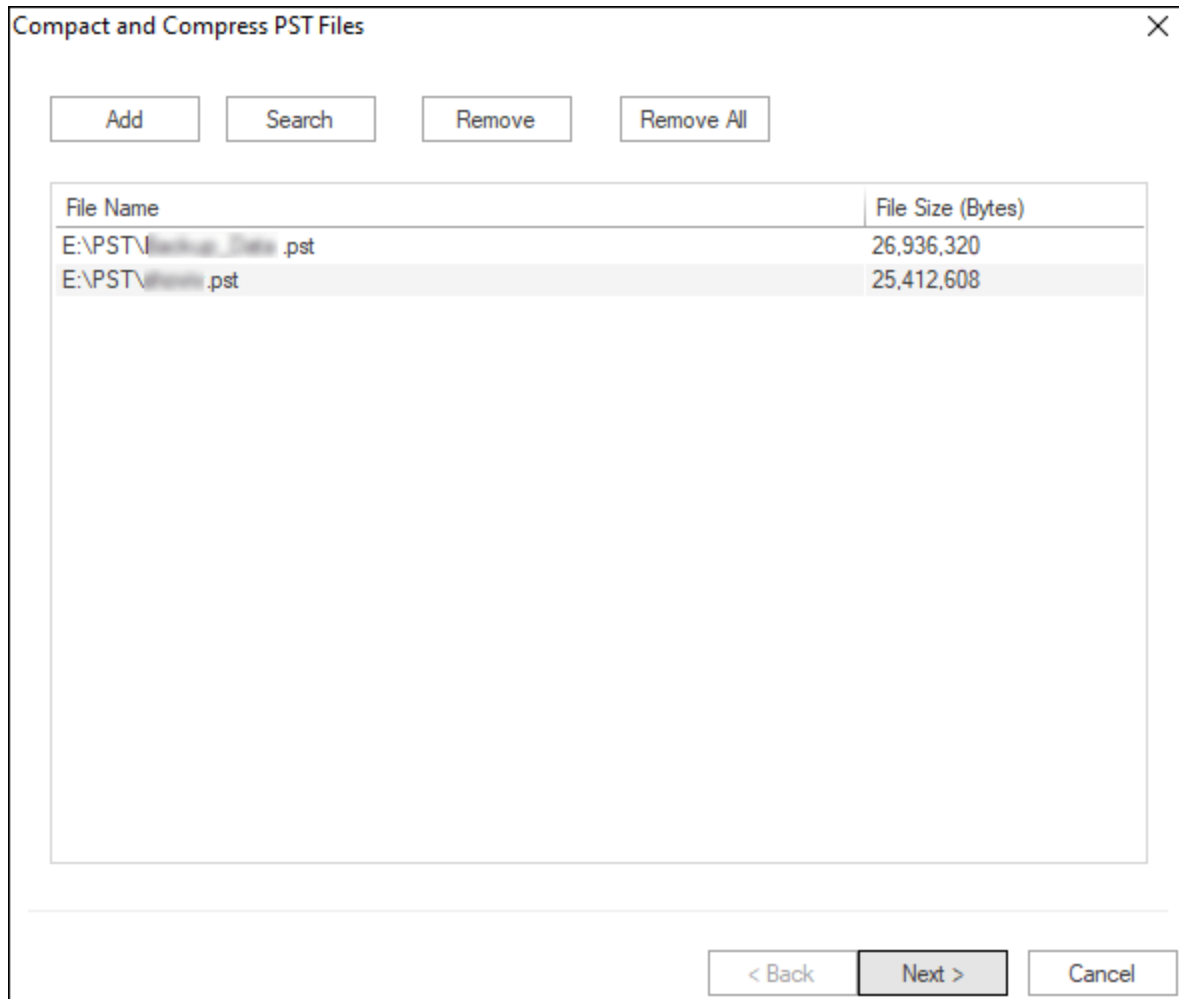 Compact and Compress PST Files
Add Search Remove Remove All
File Name File Size (Bytes)
E:\PST\ .pst 26,936,320
E:\PST\ .pst 25,412,608
< Back Next > Cancel